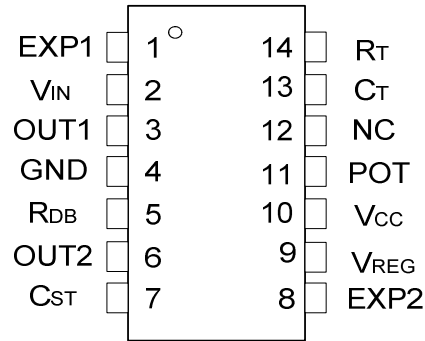 EXP1 1 14 RT
VIN 2 13 CT
OUT1 3 12 NC
GND 4 11 POT
RDB 5 10 VCC
OUT2 6 9 VREG
CST 7 8 EXP2